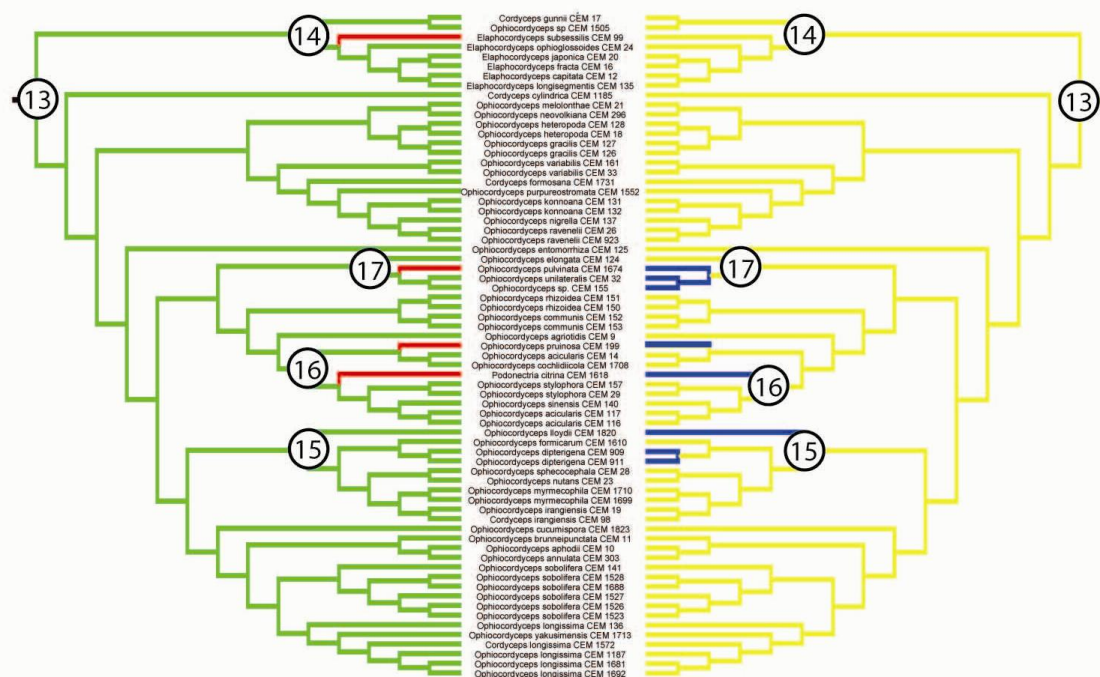 Cordyceps gunnii CEM 17
Ophiocordyceps sp CEM 1505
Elaphocordyceps subsessilis CEM 99
Elaphocordyceps ophioglossoides CEM 24
Elaphocordyceps japonica CEM 20
Elaphocordyceps fracta CEM 16
Elaphocordyceps capitata CEM 12
Elaphocordyceps longisegmentis CEM 135
Cordyceps cylindrica CEM 1185
Ophiocordyceps melolonthae CEM 21
Ophiocordyceps neovolkiana CEM 296
Ophiocordyceps heteropoda CEM 128
Ophiocordyceps heteropoda CEM 18
Ophiocordyceps gracilis CEM 127
Ophiocordyceps gracilis CEM 126
Ophiocordyceps variabilis CEM 161
Ophiocordyceps variabilis CEM 33
Cordyceps formosana CEM 1731
Ophiocordyceps purpureostromata CEM 1552
Ophiocordyceps konnoana CEM 131
Ophiocordyceps konnoana CEM 132
Ophiocordyceps nigrella CEM 137
Ophiocordyceps ravenelii CEM 26
Ophiocordyceps ravenelii CEM 923
Ophiocordyceps entomorrhiza CEM 125
Ophiocordyceps elongata CEM 124
Ophiocordyceps pulvinata CEM 1674
Ophiocordyceps unilateralis CEM 32
Ophiocordyceps sp. CEM 155
Ophiocordyceps rhizoidea CEM 151
Ophiocordyceps rhizoidea CEM 150
Ophiocordyceps communis CEM 152
Ophiocordyceps communis CEM 153
Ophiocordyceps agriotidis CEM 9
Ophiocordyceps pruinosa CEM 199
Ophiocordyceps acicularis CEM 14
Ophiocordyceps cochlidiicola CEM 1708
Podonectria citrina CEM 1618
Ophiocordyceps stylophora CEM 157
Ophiocordyceps stylophora CEM 29
Ophiocordyceps sinensis CEM 140
Ophiocordyceps acicularis CEM 117
Ophiocordyceps acicularis CEM 116
Ophiocordyceps lloydii CEM 1820
Ophiocordyceps formicarum CEM 1610
Ophiocordyceps dipterigena CEM 909
Ophiocordyceps dipterigena CEM 911
Ophiocordyceps sphecocephala CEM 28
Ophiocordyceps nutans CEM 23
Ophiocordyceps myrmecophila CEM 1710
Ophiocordyceps myrmecophila CEM 1699
Ophiocordyceps irangiensis CEM 19
Cordyceps irangiensis CEM 98
Ophiocordyceps cucumispora CEM 1823
Ophiocordyceps brunneipunctata CEM 11
Ophiocordyceps aphodii CEM 10
Ophiocordyceps annulata CEM 303
Ophiocordyceps sobolifera CEM 141
Ophiocordyceps sobolifera CEM 1528
Ophiocordyceps sobolifera CEM 1688
Ophiocordyceps sobolifera CEM 1527
Ophiocordyceps sobolifera CEM 1526
Ophiocordyceps sobolifera CEM 1523
Ophiocordyceps longissima CEM 136
Ophiocordyceps yakusimensis CEM 1713
Cordyceps longissima CEM 1572
Ophiocordyceps longissima CEM 1187
Ophiocordyceps longissima CEM 1681
Ophiocordyceps longissima CEM 1692
14
13
17
16
15
14
13
17
16
15